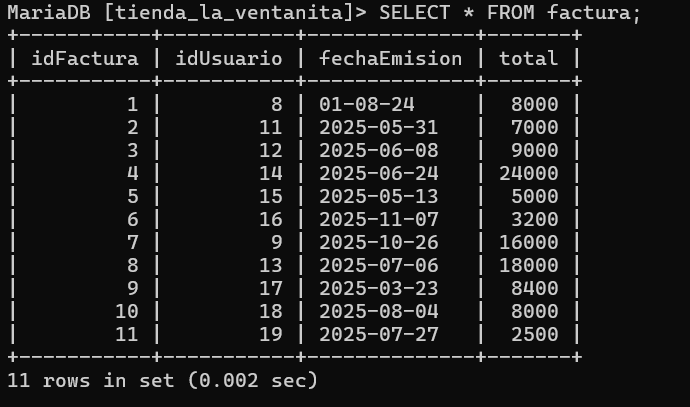 MariaDB [tienda_la_ventanita]> SELECT * FROM factura;
+-----------+-----------+--------------+-------+
| idFactura | idUsuario | fechaEmision | total |
+-----------+-----------+--------------+-------+
|         1 |         8 | 01-08-24     |  8000 |
|         2 |        11 | 2025-05-31   |  7000 |
|         3 |        12 | 2025-06-08   |  9000 |
|         4 |        14 | 2025-06-24   | 24000 |
|         5 |        15 | 2025-05-13   |  5000 |
|         6 |        16 | 2025-11-07   |  3200 |
|         7 |         9 | 2025-10-26   | 16000 |
|         8 |        13 | 2025-07-06   | 18000 |
|         9 |        17 | 2025-03-23   |  8400 |
|        10 |        18 | 2025-08-04   |  8000 |
|        11 |        19 | 2025-07-27   |  2500 |
+-----------+-----------+--------------+-------+
11 rows in set (0.002 sec)